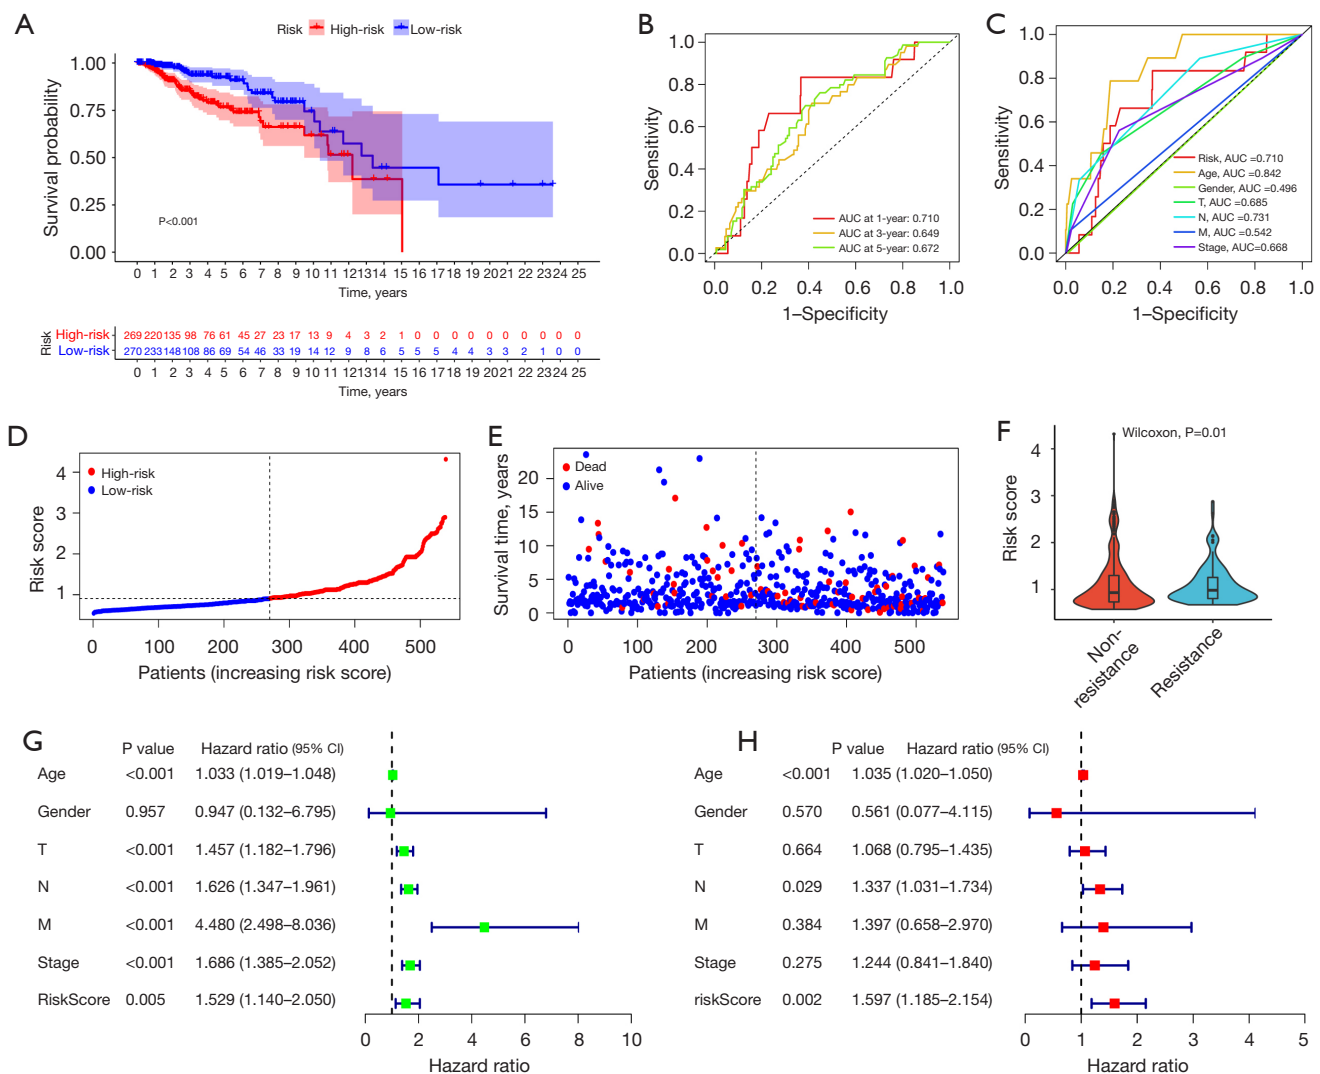 A
Risk High-risk Low-risk
Survival probability
1.00
0.75
0.50
0.25
0.00
P<0.001
0 1 2 3 4 5 6 7 8 9 10 11 12 13 14 15 16 17 18 19 20 21 22 23 24 25
Time, years
Risk
High-risk 269 220 135 98 76 61 45 27 23 17 13 9 4 3 2 1 0 0 0 0 0 0 0 0 0 0
Low-risk 270 233 148 108 86 69 54 46 33 19 14 12 9 8 6 5 5 5 4 4 3 3 2 1 0 0
0 1 2 3 4 5 6 7 8 9 10 11 12 13 14 15 16 17 18 19 20 21 22 23 24 25
Time, years
B
Sensitivity
1.0
0.8
0.6
0.4
0.2
0.0
AUC at 1-year: 0.710
AUC at 3-year: 0.649
AUC at 5-year: 0.672
0.0 0.2 0.4 0.6 0.8 1.0
1–Specificity
C
Sensitivity
1.0
0.8
0.6
0.4
0.2
0.0
Risk, AUC =0.710
Age, AUC =0.842
Gender, AUC =0.496
T, AUC =0.685
N, AUC =0.731
M, AUC =0.542
Stage, AUC=0.668
0.0 0.2 0.4 0.6 0.8 1.0
1–Specificity
D
Risk score
4
3
2
1
High-risk
Low-risk
0 100 200 300 400 500
Patients (increasing risk score)
E
Survival time, years
20
15
10
5
0
Dead
Alive
0 100 200 300 400 500
Patients (increasing risk score)
F
Risk score
4
3
2
1
Wilcoxon, P=0.01
Non-
resistance
Resistance
G
P value Hazard ratio (95% CI)
Age <0.001 1.033 (1.019–1.048)
Gender 0.957 0.947 (0.132–6.795)
T <0.001 1.457 (1.182–1.796)
N <0.001 1.626 (1.347–1.961)
M <0.001 4.480 (2.498–8.036)
Stage <0.001 1.686 (1.385–2.052)
RiskScore 0.005 1.529 (1.140–2.050)
0 2 4 6 8 10
Hazard ratio
H
P value Hazard ratio (95% CI)
Age <0.001 1.035 (1.020–1.050)
Gender 0.570 0.561 (0.077–4.115)
T 0.664 1.068 (0.795–1.435)
N 0.029 1.337 (1.031–1.734)
M 0.384 1.397 (0.658–2.970)
Stage 0.275 1.244 (0.841–1.840)
riskScore 0.002 1.597 (1.185–2.154)
0 1 2 3 4 5
Hazard ratio